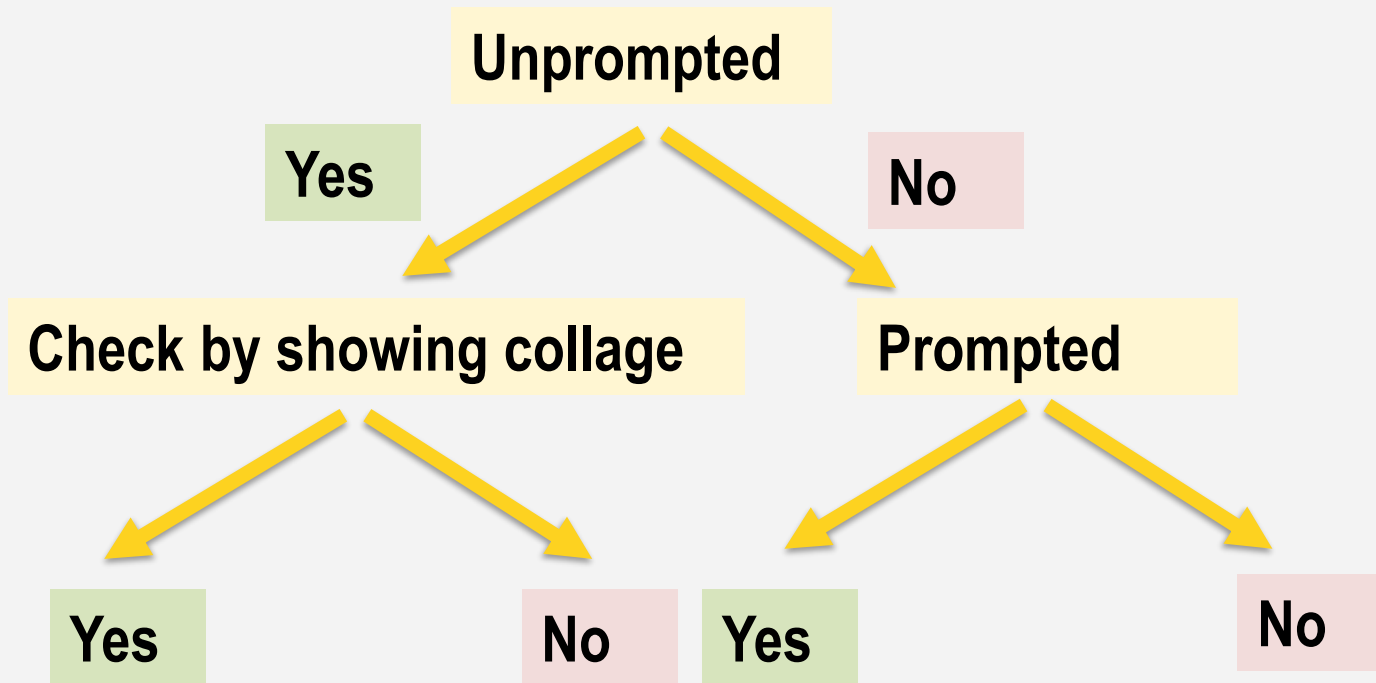 Unprompted
Yes
No
Check by showing collage
Prompted
Yes
No
Yes
No